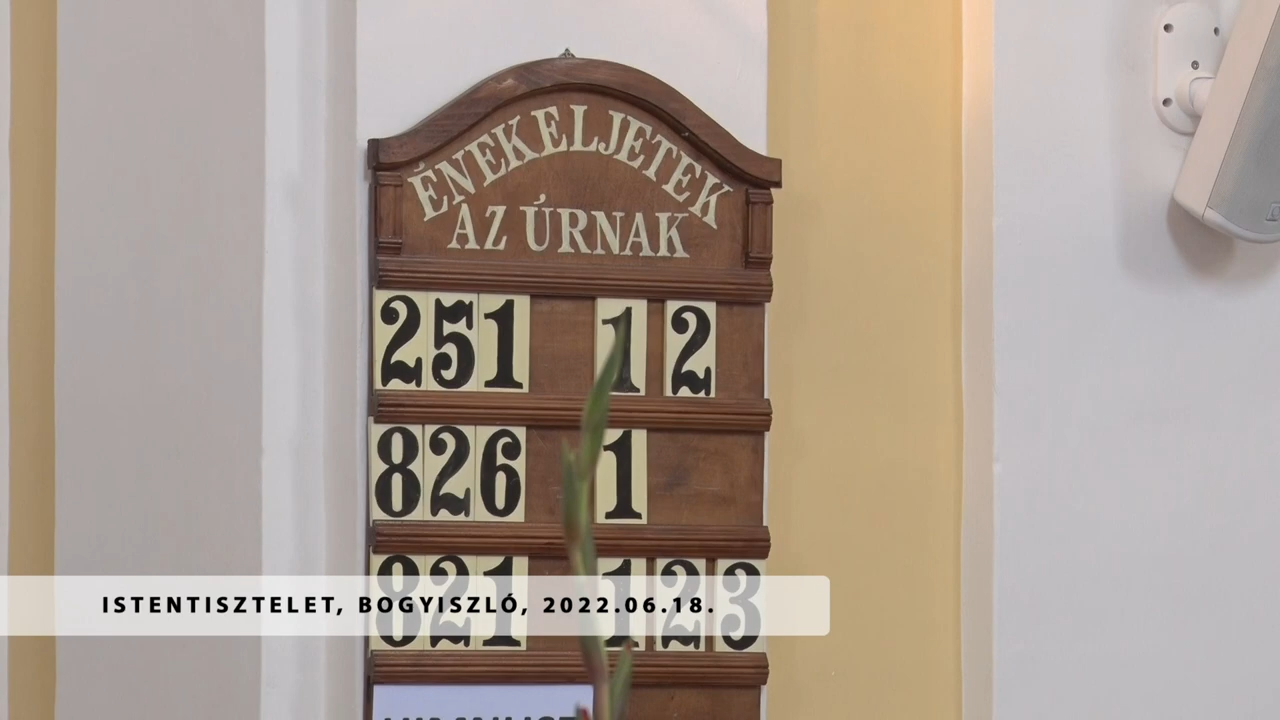 ÉNEKELJETEK
AZ ÚRNAK
251 1 2
826 1
821 1 2 3
ISTENTISZTELET, BOGYISZLÓ, 2022.06.18.